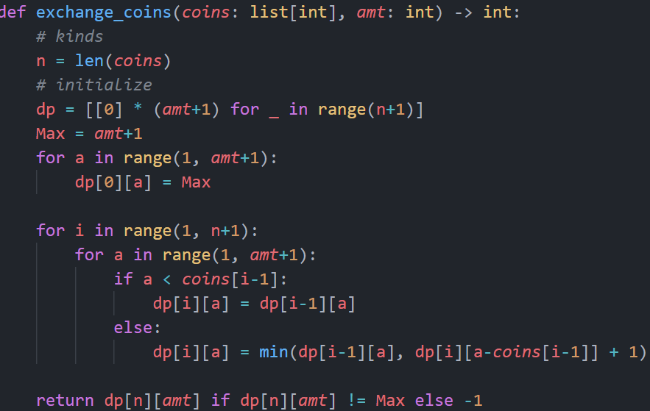 def exchange_coins(coins: list[int], amt: int) -> int:
    # kinds
    n = len(coins)
    # initialize
    dp = [[0] * (amt+1) for _ in range(n+1)]
    Max = amt+1
    for a in range(1, amt+1):
        dp[0][a] = Max

    for i in range(1, n+1):
        for a in range(1, amt+1):
            if a < coins[i-1]:
                dp[i][a] = dp[i-1][a]
            else:
                dp[i][a] = min(dp[i-1][a], dp[i][a-coins[i-1]] + 1)

    return dp[n][amt] if dp[n][amt] != Max else -1